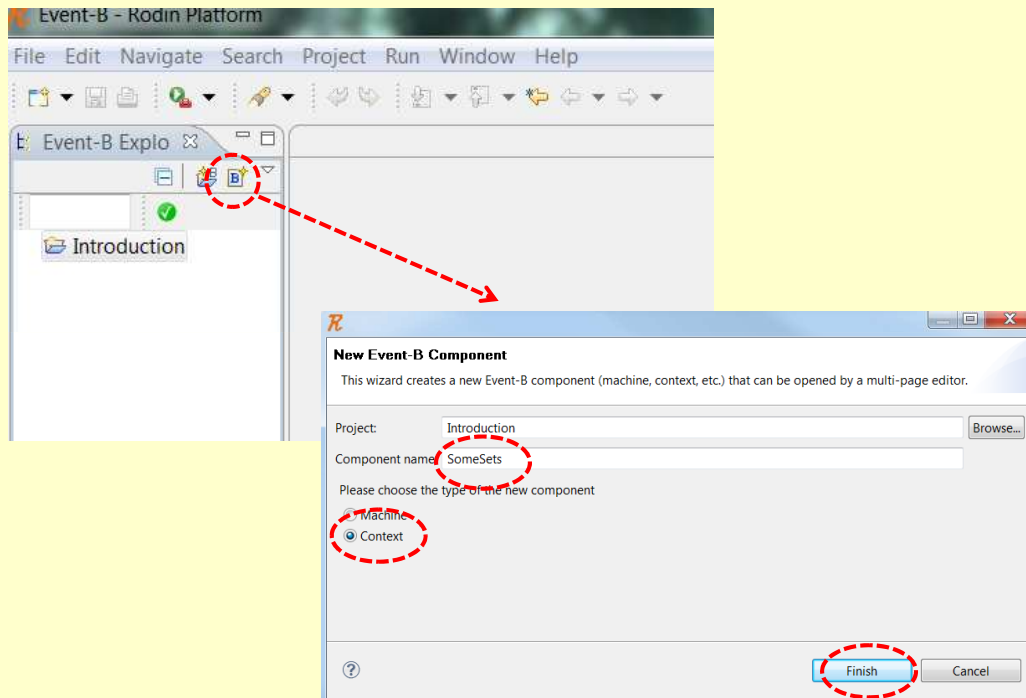 Event-B - Rodin Platform
File Edit Navigate Search Project Run Window Help
Event-B Explo
B
Introduction
R
New Event-B Component
This wizard creates a new Event-B component (machine, context, etc.) that can be opened by a multi-page editor.
Project: Introduction Browse...
Component name SomeSets
Please choose the type of the new component
Machine
Context
? Finish Cancel